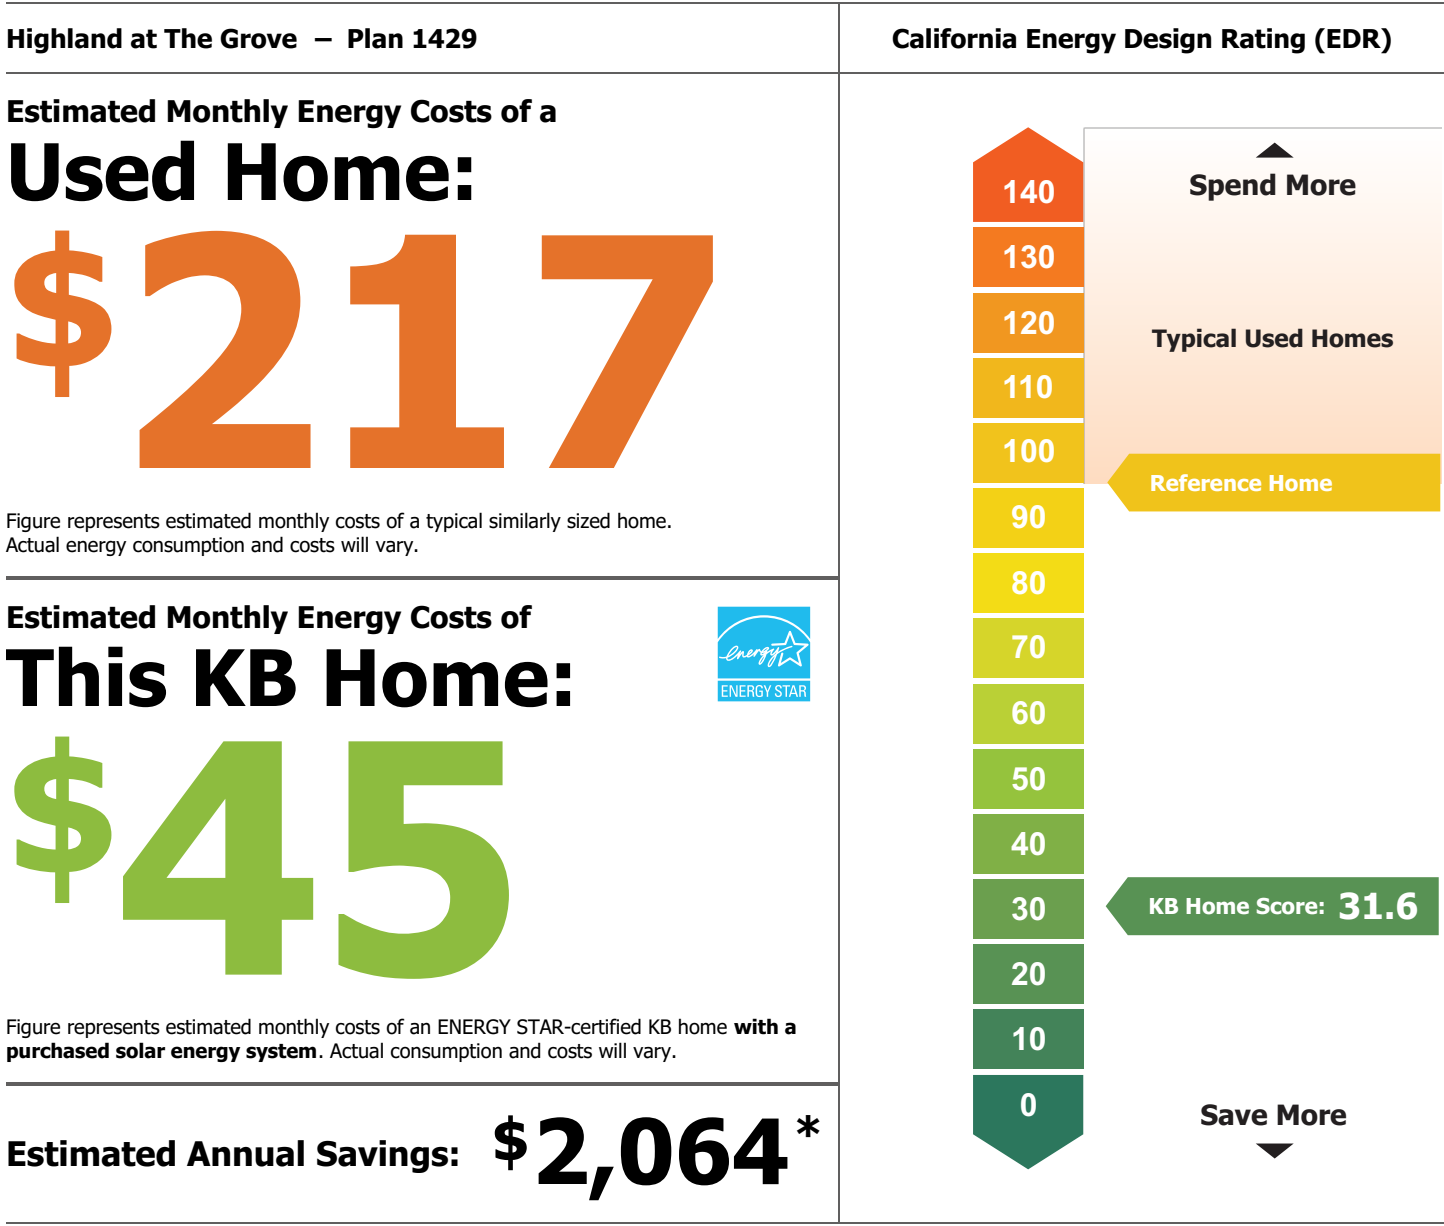 Highland at The Grove – Plan 1429
Estimated Monthly Energy Costs of a
Used Home:
$217
Figure represents estimated monthly costs of a typical similarly sized home.
Actual energy consumption and costs will vary.
Estimated Monthly Energy Costs of
This KB Home:
energy
ENERGY STAR
$45
Figure represents estimated monthly costs of an ENERGY STAR-certified KB home with a
purchased solar energy system. Actual consumption and costs will vary.
Estimated Annual Savings: $2,064*
California Energy Design Rating (EDR)
Spend More
140
130
120
Typical Used Homes
110
100
Reference Home
90
80
70
60
50
40
30
KB Home Score: 31.6
20
10
0
Save More